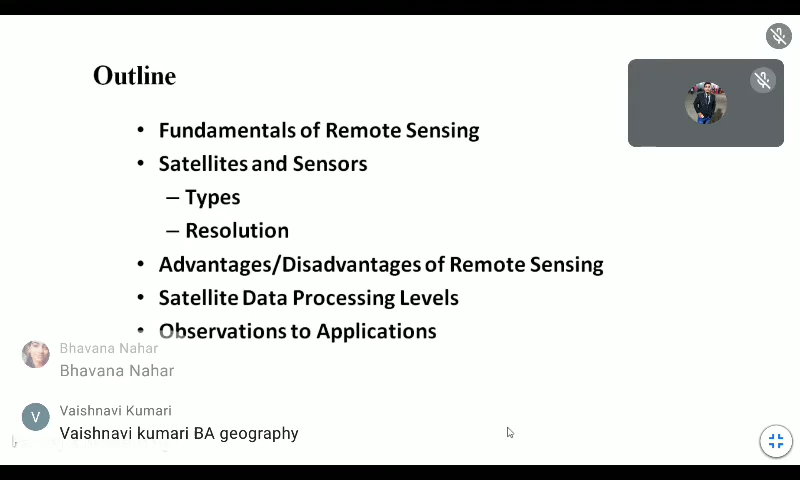 Outline
• Fundamentals of Remote Sensing
• Satellites and Sensors
– Types
– Resolution
• Advantages/Disadvantages of Remote Sensing
• Satellite Data Processing Levels
• Observations to Applications
Bhavana Nahar
Bhavana Nahar
V
Vaishnavi Kumari
Vaishnavi kumari BA geography